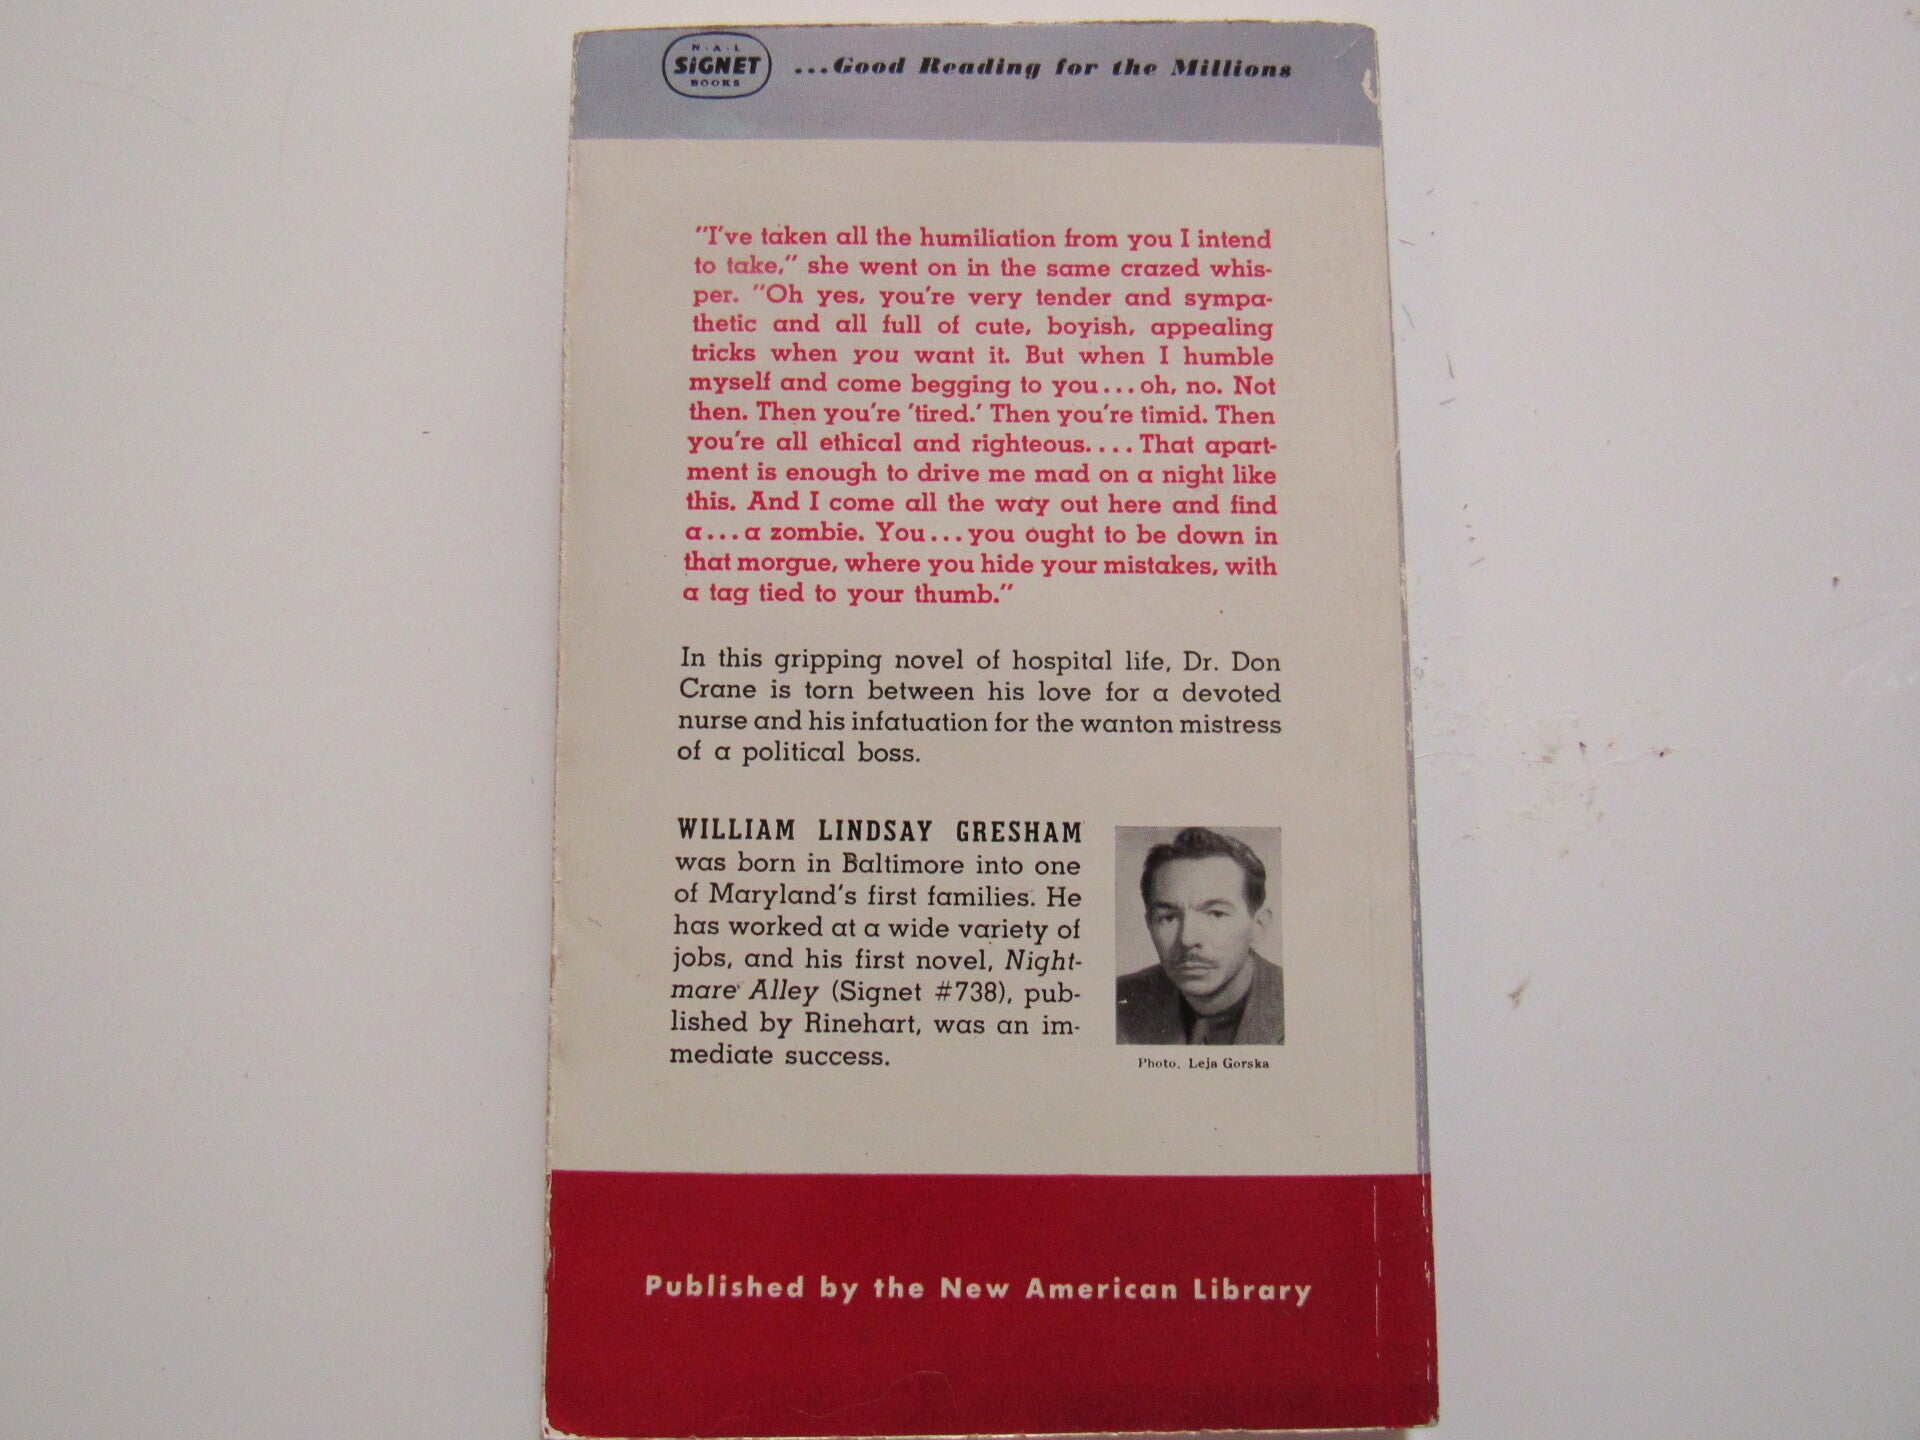 N·A·L
SiGNET
BOOKS
...Good Reading for the Millions
"I've taken all the humiliation from you I intend
to take," she went on in the same crazed whis-
per. "Oh yes, you're very tender and sympa-
thetic and all full of cute, boyish, appealing
tricks when you want it. But when I humble
myself and come begging to you...oh, no. Not
then. Then you're 'tired.' Then you're timid. Then
you're all ethical and righteous.... That apart-
ment is enough to drive me mad on a night like
this. And I come all the way out here and find
a...a zombie. You...you ought to be down in
that morgue, where you hide your mistakes, with
a tag tied to your thumb."
In this gripping novel of hospital life, Dr. Don
Crane is torn between his love for a devoted
nurse and his infatuation for the wanton mistress
of a political boss.
WILLIAM LINDSAY GRESHAM
was born in Baltimore into one
of Maryland's first families. He
has worked at a wide variety of
jobs, and his first novel, Night-
mare Alley (Signet #738), pub-
lished by Rinehart, was an im-
mediate success.
Photo, Leja Gorska
Published by the New American Library